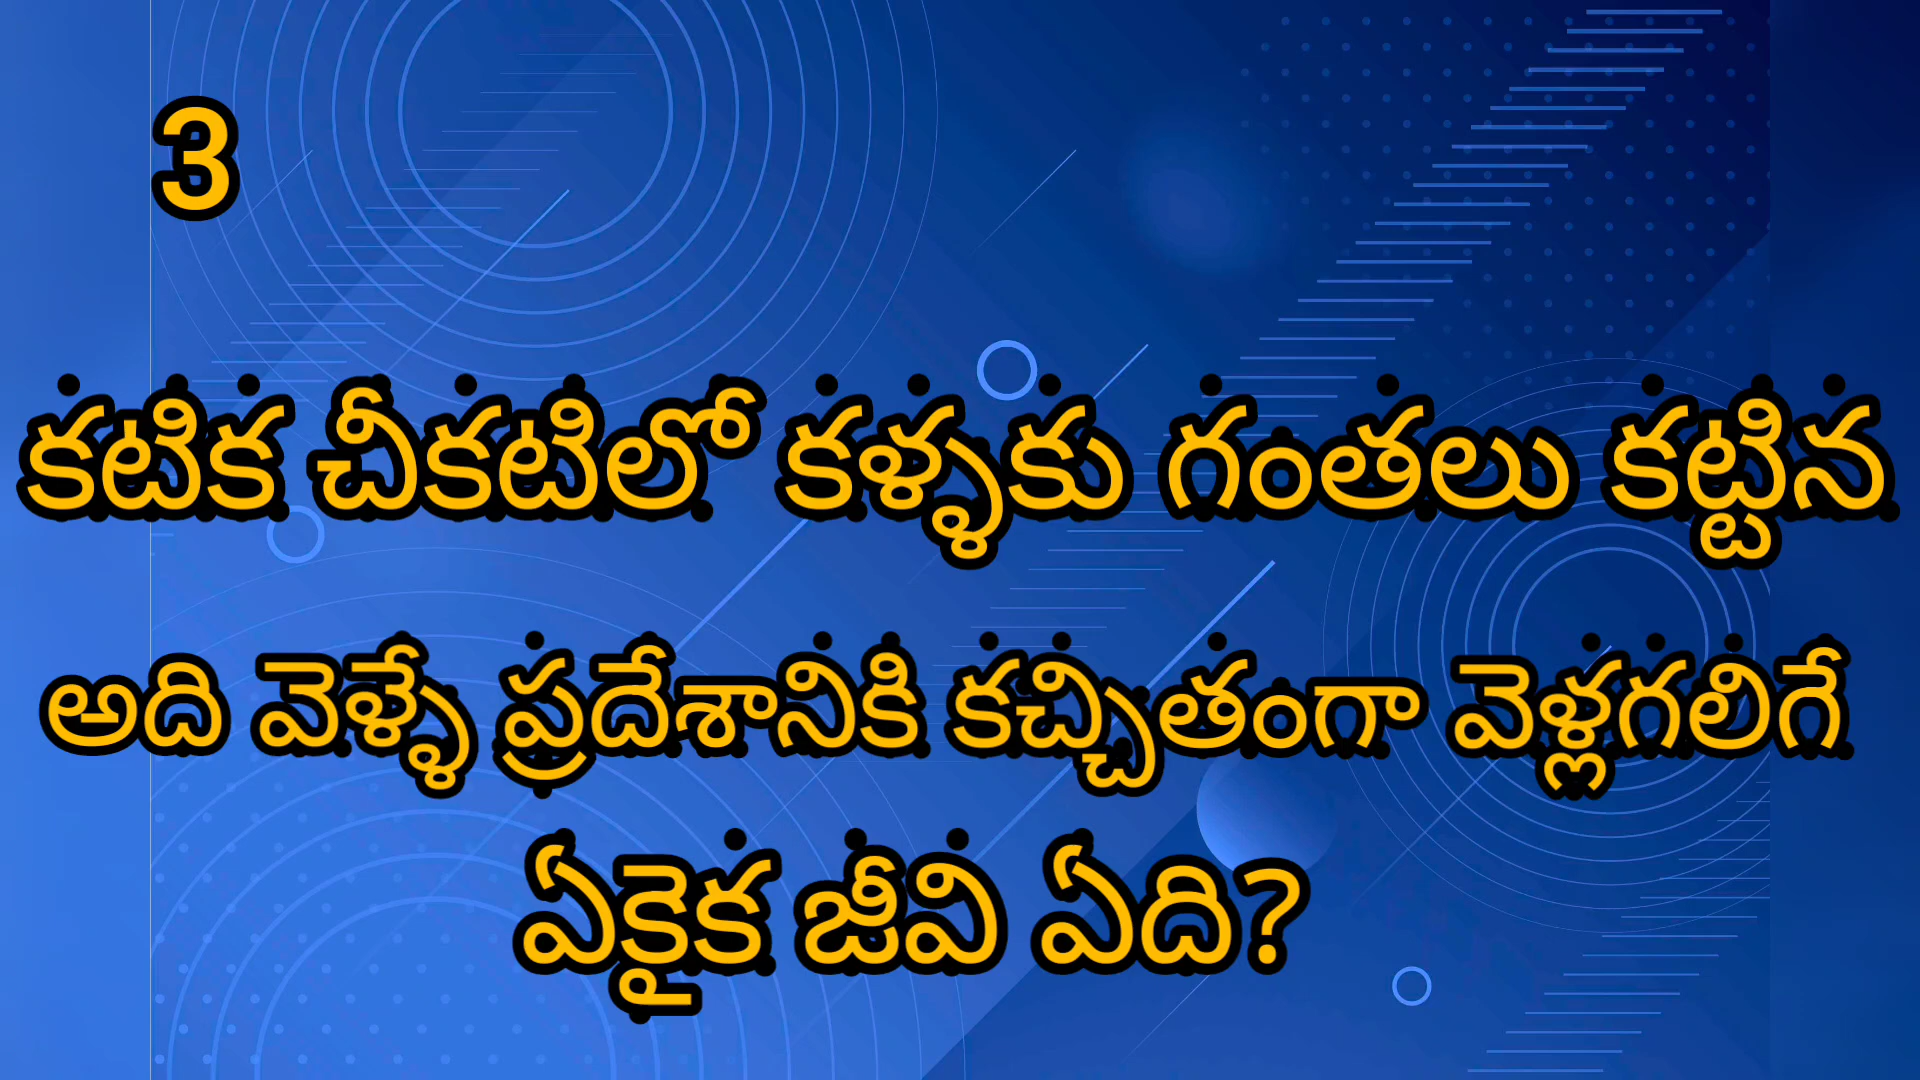 3
కటిక చీకటిలో కళ్ళకు గంతలు కట్టిన
అది వెళ్ళే ప్రదేశానికి కచ్చితంగా వెళ్లగలిగే
ఏకైక జీవి ఏది?